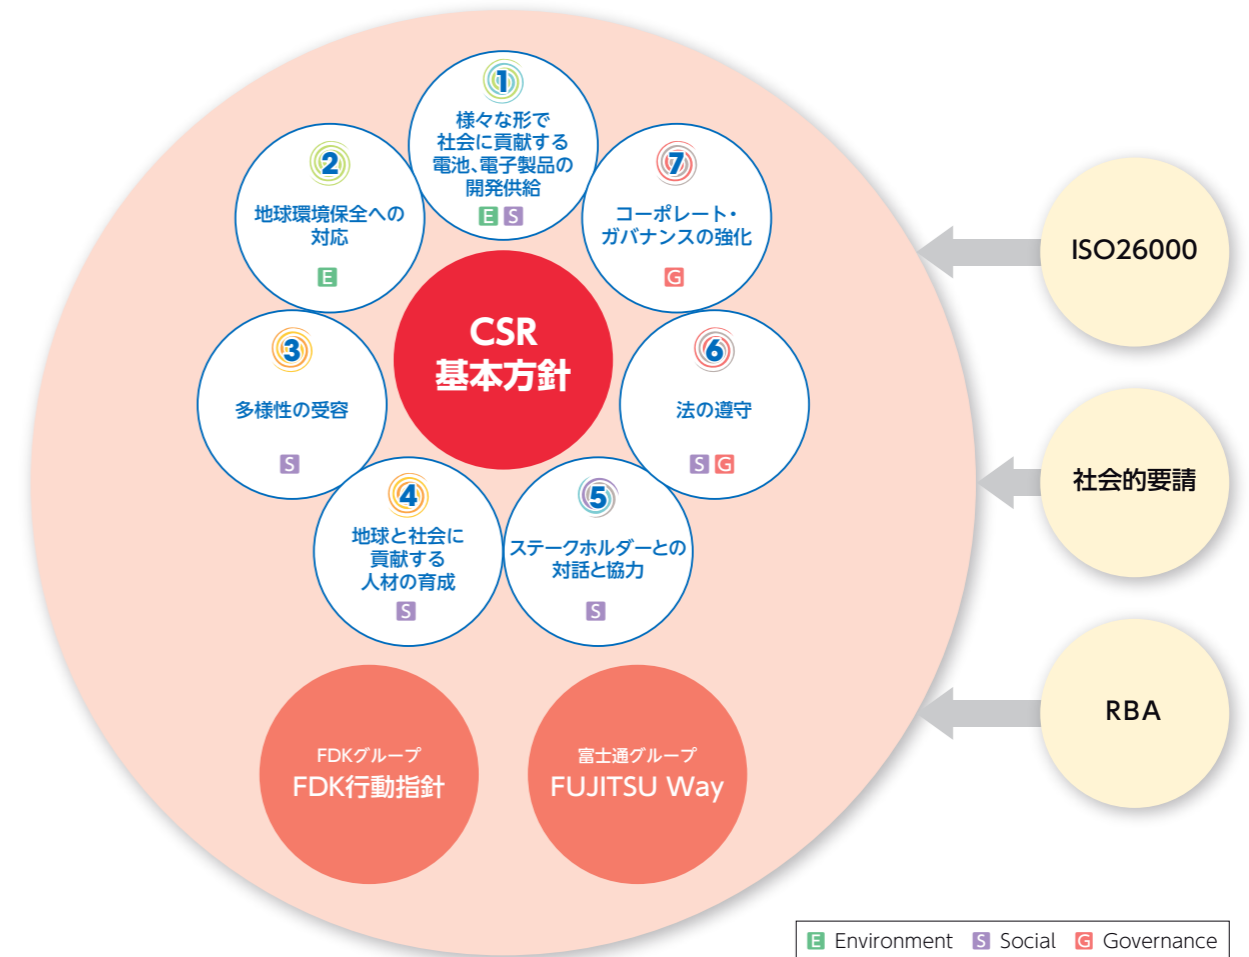 1
様々な形で
社会に貢献する
電池、電子製品の
開発供給
E S
2
地球環境保全への
対応
E
3
多様性の受容
S
4
地球と社会に
貢献する
人材の育成
S
5
ステークホルダーとの
対話と協力
S
6
法の遵守
S G
7
コーポレート・
ガバナンスの強化
G
CSR
基本方針
FDKグループ
FDK行動指針
富士通グループ
FUJITSU Way
ISO26000
社会的要請
RBA
E Environment S Social G Governance